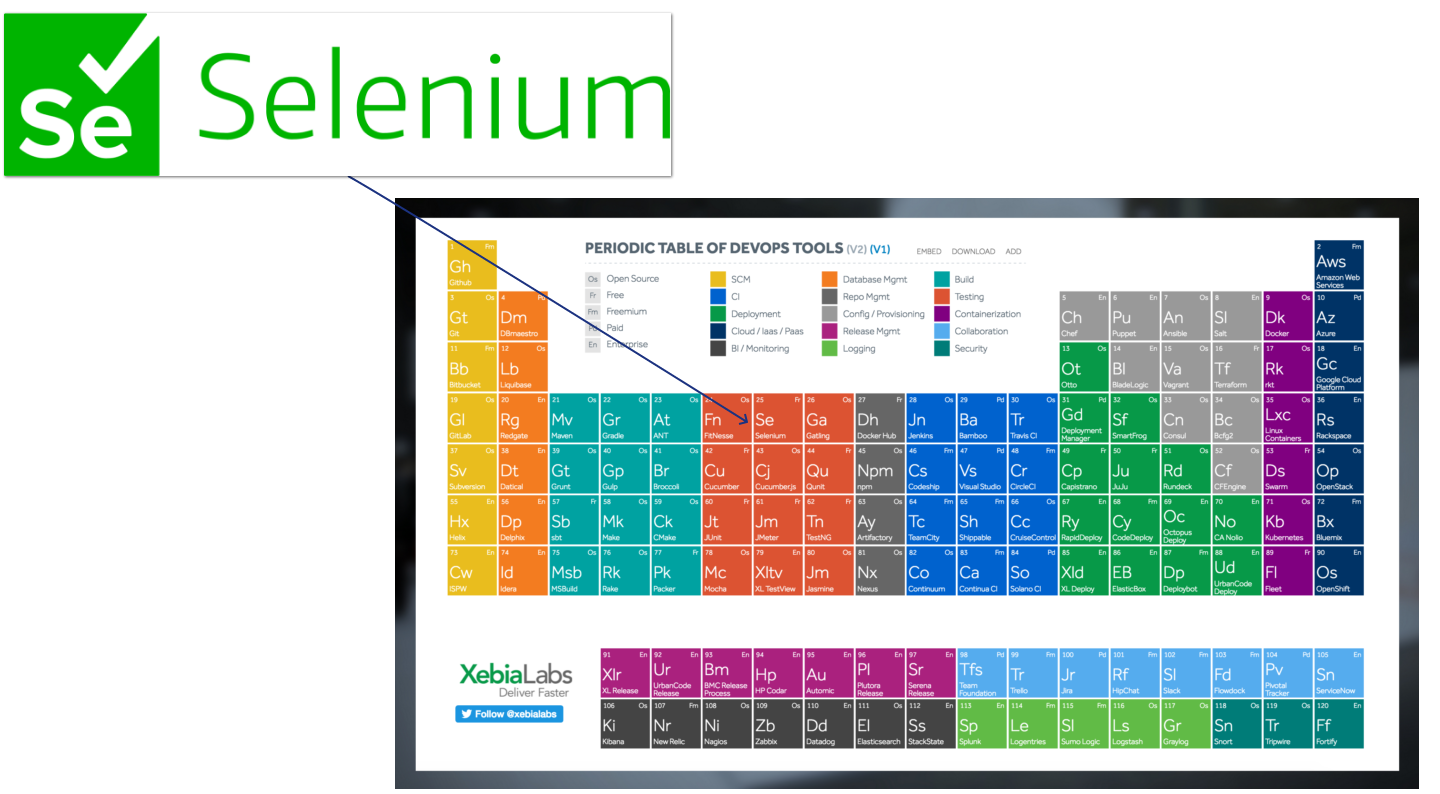 Se Selenium
PERIODIC TABLE OF DEVOPS TOOLS (V2) (V1) EMBED DOWNLOAD ADD
Os Open Source
Fr Free
Fm Freemium
Pd Paid
En Enterprise
SCM
CI
Deployment
Cloud / Iaas / Paas
BI / Monitoring
Database Mgmt
Repo Mgmt
Config / Provisioning
Release Mgmt
Logging
Build
Testing
Containerization
Collaboration
Security
1 Fm Gh Github
2 Fm Aws Amazon Web Services
3 Os Gt Git
4 Pd Dm DBmaestro
5 En Ch Chef
6 En Pu Puppet
7 Os An Ansible
8 En Sl Salt
9 Os Dk Docker
10 Pd Az Azure
11 Fm Bb Bitbucket
12 Os Lb Liquibase
13 Os Ot Otto
14 En Bl BladeLogic
15 Os Va Vagrant
16 Fr Tf Terraform
17 Os Rk rkt
18 En Gc Google Cloud Platform
19 Os Gl GitLab
20 En Rg Redgate
21 Os Mv Maven
22 Os Gr Gradle
23 Os At ANT
24 Os Fn FitNesse
25 Fr Se Selenium
26 Os Ga Gatling
27 Fr Dh Docker Hub
28 Os Jn Jenkins
29 Pd Ba Bamboo
30 Os Tr Travis CI
31 Pd Gd Deployment Manager
32 Os Sf SmartFrog
33 Os Cn Consul
34 Os Bc Bcfg2
35 Os Lxc Linux Containers
36 En Rs Rackspace
37 Os Sv Subversion
38 En Dt Datical
39 Os Gt Grunt
40 Os Gp Gulp
41 Os Br Broccoli
42 Fr Cu Cucumber
43 Os Cj Cucumber.js
44 Fr Qu Qunit
45 Os Npm npm
46 Fm Cs Codeship
47 Pd Vs Visual Studio
48 Fm Cr CircleCI
49 Fr Cp Capistrano
50 Fr Ju JuJu
51 Os Rd Rundeck
52 Os Cf CFEngine
53 Fr Ds Swarm
54 Os Op OpenStack
55 En Hx Helix
56 En Dp Delphix
57 Fr Sb sbt
58 Os Mk Make
59 Os Ck CMake
60 Fr Jt JUnit
61 Fr Jm JMeter
62 Fr Tn TestNG
63 Os Ay Artifactory
64 Fm Tc TeamCity
65 Fm Sh Shippable
66 Os Cc CruiseControl
67 En Ry RapidDeploy
68 Fm Cy CodeDeploy
69 En Oc Octopus Deploy
70 En No CA Nolio
71 Os Kb Kubernetes
72 Fm Bx Bluemix
73 En Cw ISPW
74 En Id Idera
75 Os Msb MSBuild
76 Os Rk Rake
77 Fr Pk Packer
78 Os Mc Mocha
79 En Xltv XL TestView
80 Os Jm Jasmine
81 Os Nx Nexus
82 Os Co Continuum
83 Fm Ca Continua CI
84 Pd So Solano CI
85 En Xld XL Deploy
86 En EB ElasticBox
87 Fm Dp Deploybot
88 En Ud UrbanCode Deploy
89 Fr Fl Fleet
90 En Os OpenShift
XebiaLabs
Deliver Faster
Follow @xebialabs
91 En Xlr XL Release
92 En Ur UrbanCode Release
93 En Bm BMC Release Process
94 En Hp HP Codar
95 En Au Automic
96 En Pl Plutora Release
97 En Sr Serena Release
98 Pd Tfs Team Foundation
99 Fm Tr Trello
100 Pd Jr Jira
101 Fm Rf HipChat
102 Fm Sl Slack
103 Fm Fd Flowdock
104 Pd Pv Pivotal Tracker
105 En Sn ServiceNow
106 Os Ki Kibana
107 Fm Nr New Relic
108 Os Ni Nagios
109 Os Zb Zabbix
110 En Dd Datadog
111 Os El Elasticsearch
112 En Ss StackState
113 En Sp Splunk
114 Fm Le Logentries
115 Fm Sl Sumo Logic
116 Os Ls Logstash
117 Os Gr Graylog
118 Os Sn Snort
119 Os Tr Tripwire
120 En Ff Fortify